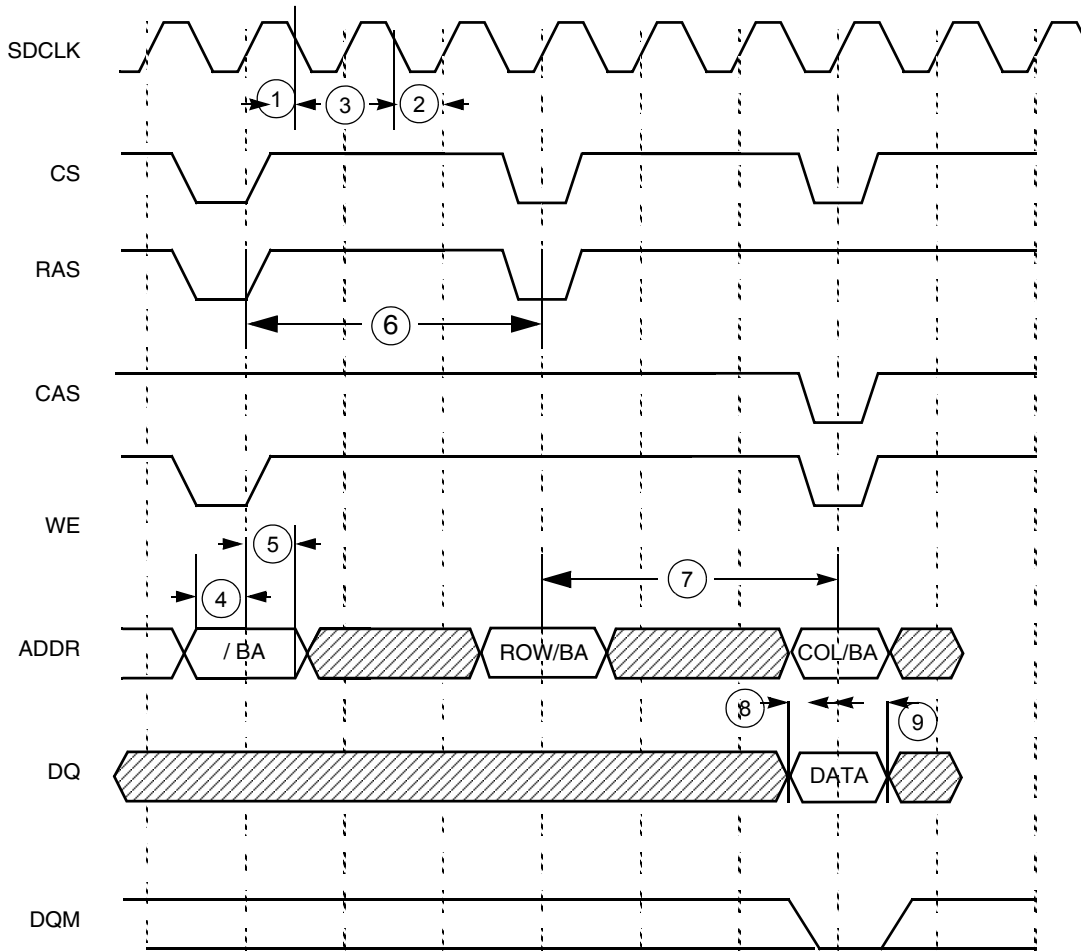 SDCLK
1 3 2
CS
RAS
6
CAS
WE
5
7
4
ADDR / BA ROW/BA COL/BA
8 9
DQ DATA
DQM